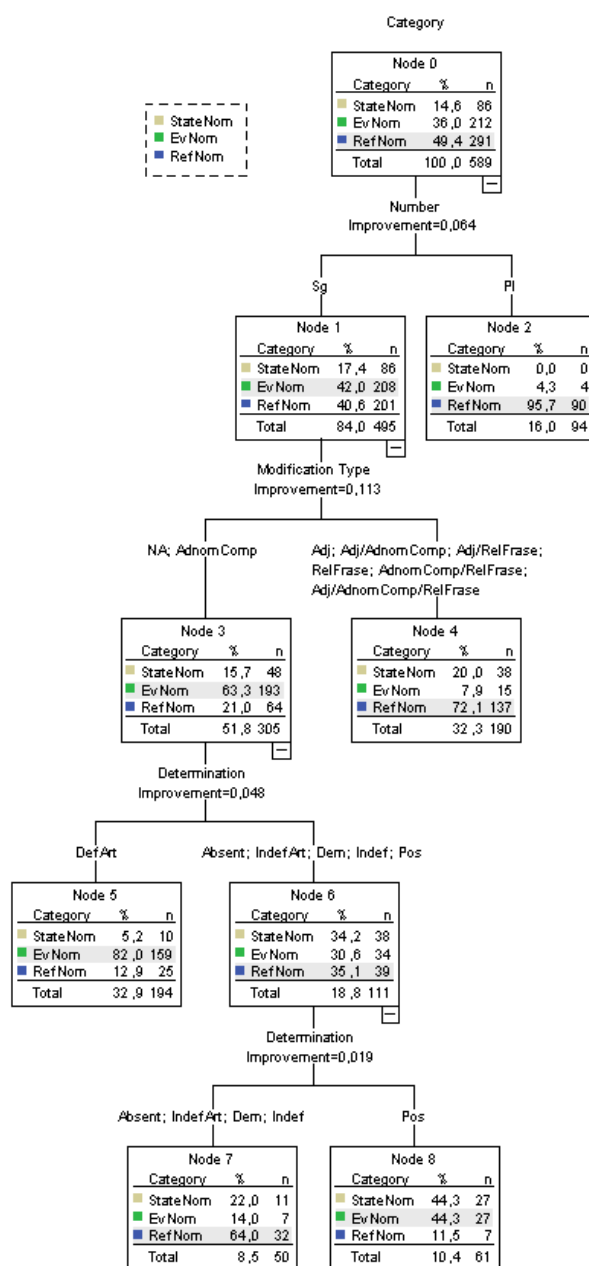 Category
StateNom
EvNom
RefNom
Node 0
Category % n
StateNom 14,6 86
EvNom 36,0 212
RefNom 49,4 291
Total 100,0 589
Number
Improvement=0,064
Sg
Pl
Node 1
Category % n
StateNom 17,4 86
EvNom 42,0 208
RefNom 40,6 201
Total 84,0 495
Node 2
Category % n
StateNom 0,0 0
EvNom 4,3 4
RefNom 95,7 90
Total 16,0 94
Modification Type
Improvement=0,113
NA; AdnomComp
Adj; Adj/AdnomComp; Adj/RelFrase;
RelFrase; AdnomComp/RelFrase;
Adj/AdnomComp/RelFrase
Node 3
Category % n
StateNom 15,7 48
EvNom 63,3 193
RefNom 21,0 64
Total 51,8 305
Node 4
Category % n
StateNom 20,0 38
EvNom 7,9 15
RefNom 72,1 137
Total 32,3 190
Determination
Improvement=0,048
DefArt
Absent; IndefArt; Dem; Indef; Pos
Node 5
Category % n
StateNom 5,2 10
EvNom 82,0 159
RefNom 12,9 25
Total 32,9 194
Node 6
Category % n
StateNom 34,2 38
EvNom 30,6 34
RefNom 35,1 39
Total 18,8 111
Determination
Improvement=0,019
Absent; IndefArt; Dem; Indef
Pos
Node 7
Category % n
StateNom 22,0 11
EvNom 14,0 7
RefNom 64,0 32
Total 8,5 50
Node 8
Category % n
StateNom 44,3 27
EvNom 44,3 27
RefNom 11,5 7
Total 10,4 61